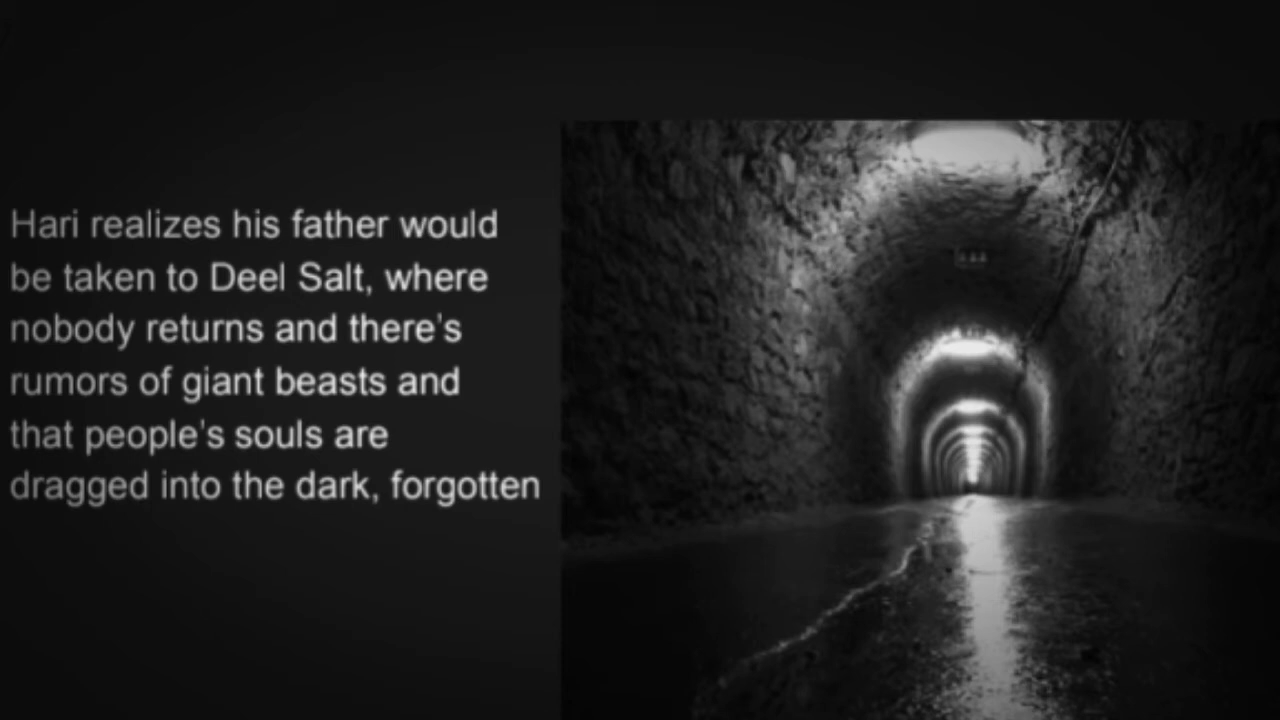 Hari realizes his father would
be taken to Deel Salt, where
nobody returns and there's
rumors of giant beasts and
that people's souls are
dragged into the dark, forgotten